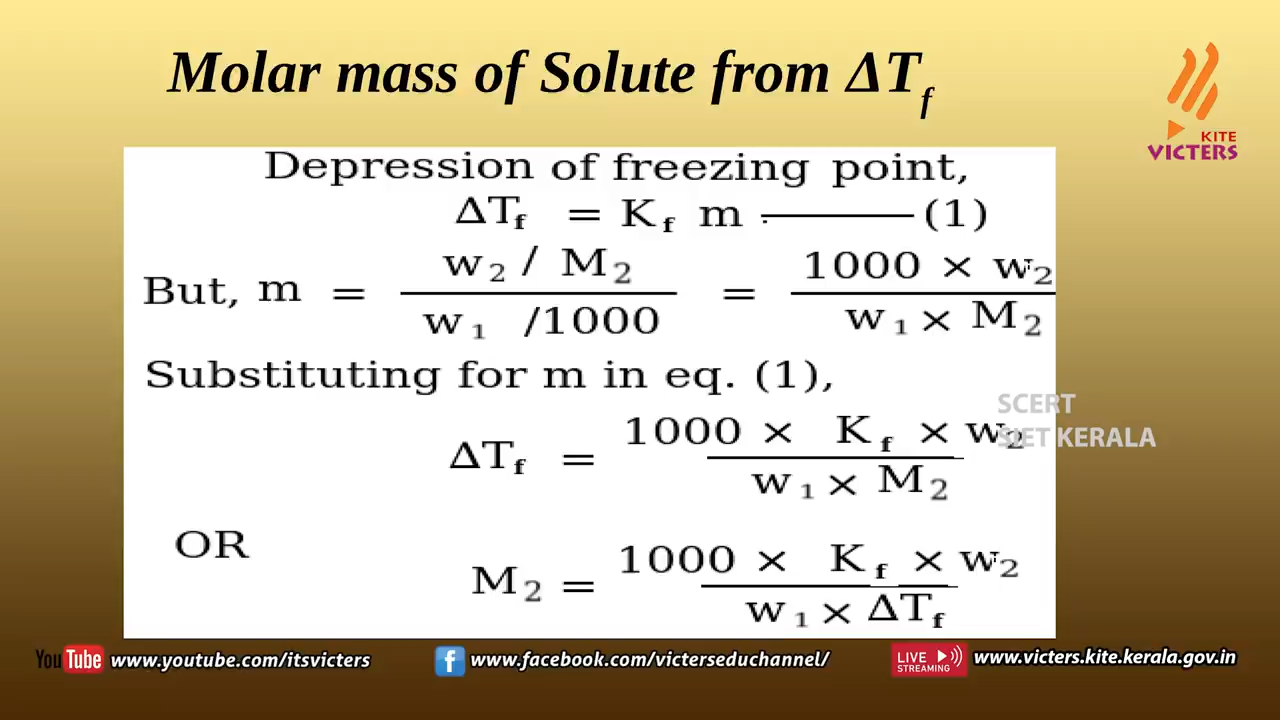 Molar mass of Solute from ΔTf
KITE
VICTERS
Depression of freezing point,
ΔTf = Kf m ——— (1)
But, m = w2 / M2 / w1 /1000 = 1000 × w2 / w1 × M2
Substituting for m in eq. (1),
ΔTf = 1000 × Kf × w2 / w1 × M2
SCERT
SIET KERALA
OR
M2 = 1000 × Kf × w2 / w1 × ΔTf
YouTube www.youtube.com/itsvicters
f www.facebook.com/victerseduchannel/
LIVE STREAMING www.victers.kite.kerala.gov.in